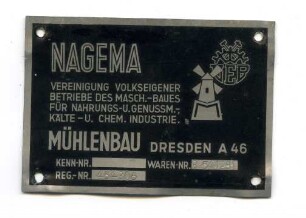 NAGEMA
VEB
VEREINIGUNG VOLKSEIGENER
BETRIEBE DES MASCH.-BAUES
FÜR NAHRUNGS-U.GENUSSM.-
KÄLTE-U. CHEM. INDUSTRIE.
MÜHLENBAU DRESDEN A 46
KENN-NR. WAREN-NR.
REG.-NR.